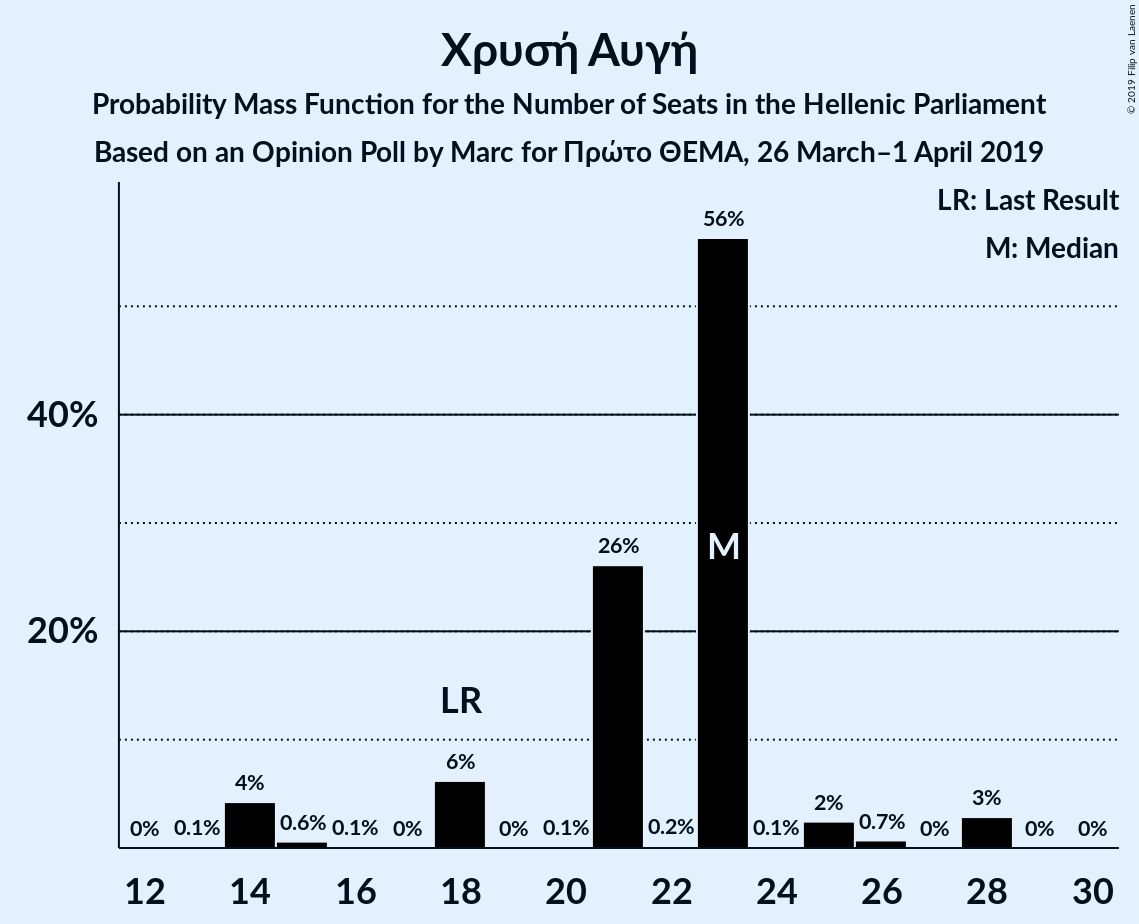 Χρυσή Αυγή
Probability Mass Function for the Number of Seats in the Hellenic Parliament
Based on an Opinion Poll by Marc for Πρώτο ΘΕΜΑ, 26 March–1 April 2019
© 2019 Filip van Laenen
LR: Last Result
M: Median
56%
40%
26%
M
20%
LR
6%
4%
3%
2%
0% 0.1% 0.6% 0.1% 0% 0% 0.1% 0.2% 0.1% 0.7% 0% 0% 0%
12 14 16 18 20 22 24 26 28 30